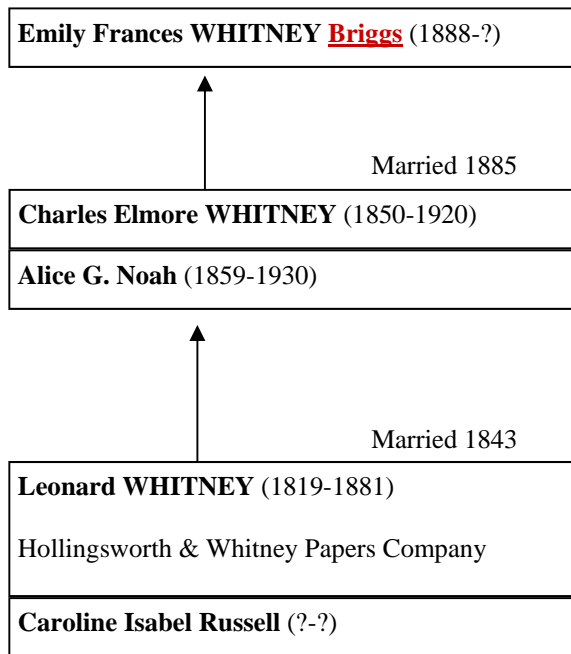 Emily Frances WHITNEY Briggs (1888-?)
Married 1885
Charles Elmore WHITNEY (1850-1920)
Alice G. Noah (1859-1930)
Married 1843
Leonard WHITNEY (1819-1881)
Hollingsworth & Whitney Papers Company
Caroline Isabel Russell (?-?)